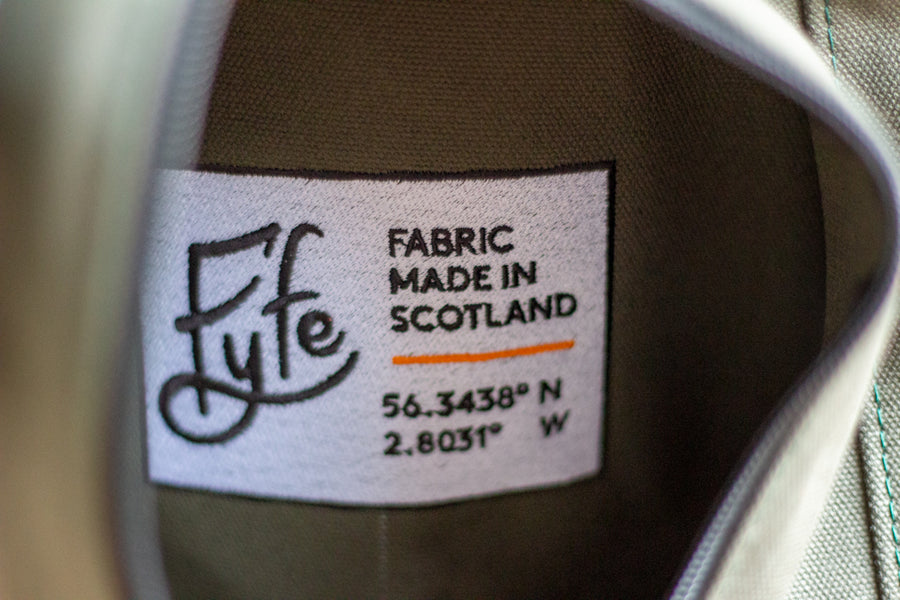 Fyfe
FABRIC
MADE IN
SCOTLAND
56.3438° N
2.8031° W